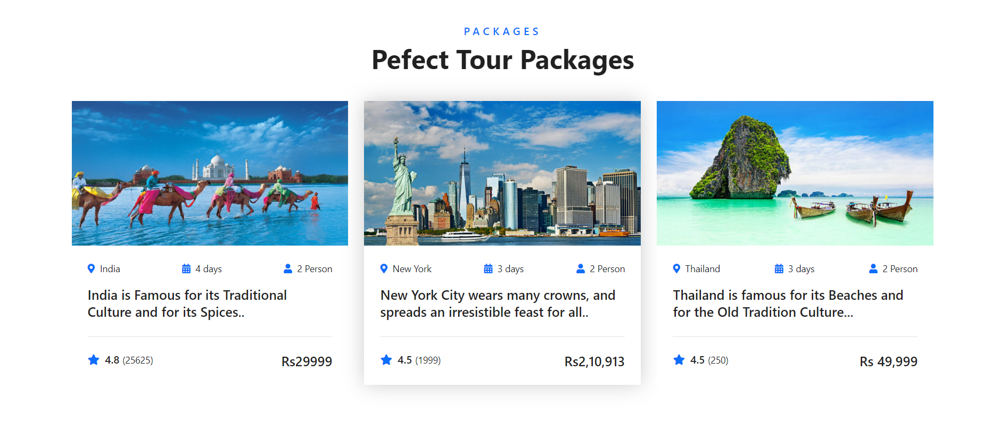 PACKAGES
Pefect Tour Packages
India
4 days
2 Person
India is Famous for its Traditional
Culture and for its Spices..
4.8 (25625)
Rs29999
New York
3 days
2 Person
New York City wears many crowns, and
spreads an irresistible feast for all..
4.5 (1999)
Rs2,10,913
Thailand
3 days
2 Person
Thailand is famous for its Beaches and
for the Old Tradition Culture...
4.5 (250)
Rs 49,999